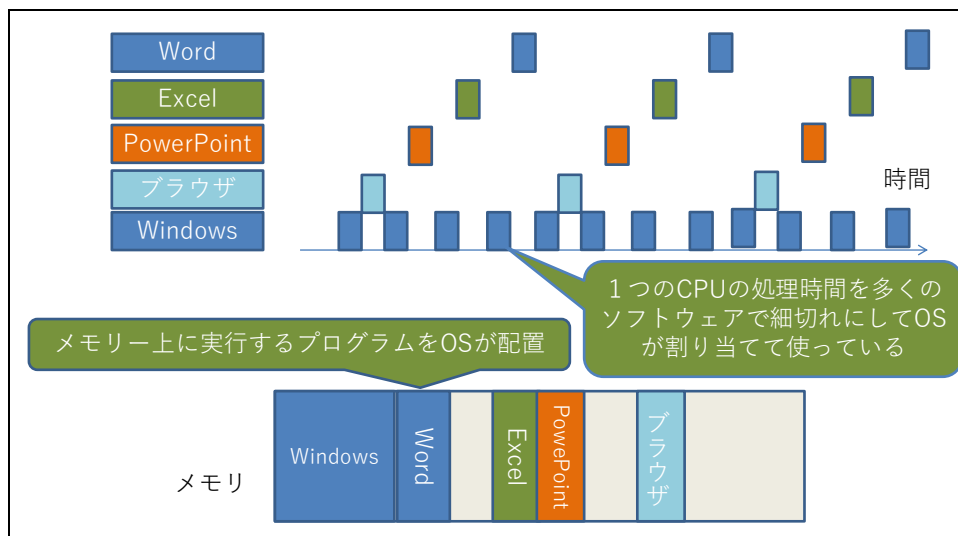 Word
Excel
PowerPoint
ブラウザ
Windows
時間
１つのCPUの処理時間を多くの
ソフトウェアで細切れにしてOS
が割り当てて使っている
メモリー上に実行するプログラムをOSが配置
メモリ
Windows
Word
Excel
PowePoint
ブラウザ